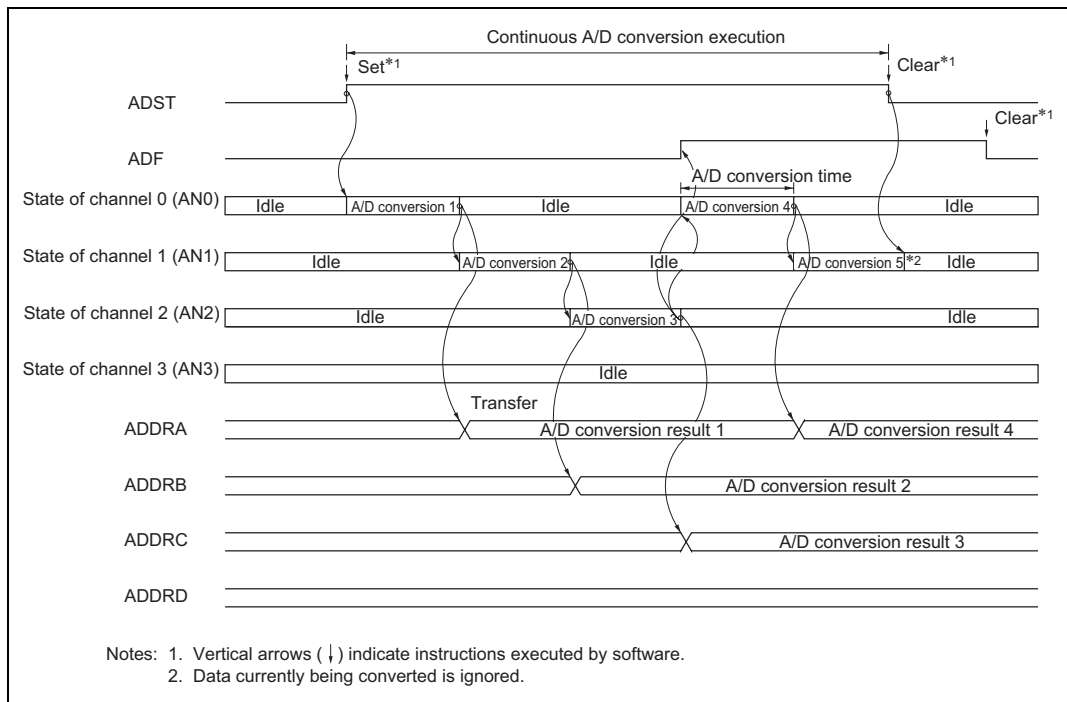 Continuous A/D conversion execution
Set*1
Clear*1
ADST
Clear*1
ADF
A/D conversion time
State of channel 0 (AN0)
Idle
A/D conversion 1
Idle
A/D conversion 4
Idle
State of channel 1 (AN1)
Idle
A/D conversion 2
Idle
A/D conversion 5
*2
Idle
State of channel 2 (AN2)
Idle
A/D conversion 3
Idle
State of channel 3 (AN3)
Idle
Transfer
ADDRA
A/D conversion result 1
A/D conversion result 4
ADDRB
A/D conversion result 2
ADDRC
A/D conversion result 3
ADDRD
Notes: 1. Vertical arrows (↓) indicate instructions executed by software.
2. Data currently being converted is ignored.